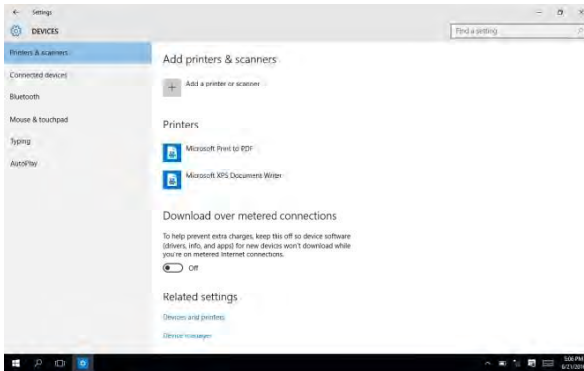 Settings
DEVICES
Find a setting
Printers & scanners
Connected devices
Bluetooth
Mouse & touchpad
Typing
AutoPlay
Add printers & scanners
Add a printer or scanner
Printers
Microsoft Print to PDF
Microsoft XPS Document Writer
Download over metered connections
To help prevent extra charges, keep this off so device software
(drivers, info, and apps) for new devices won't download while
you're on metered Internet connections.
Off
Related settings
Devices and printers
Device manager
5:06 PM